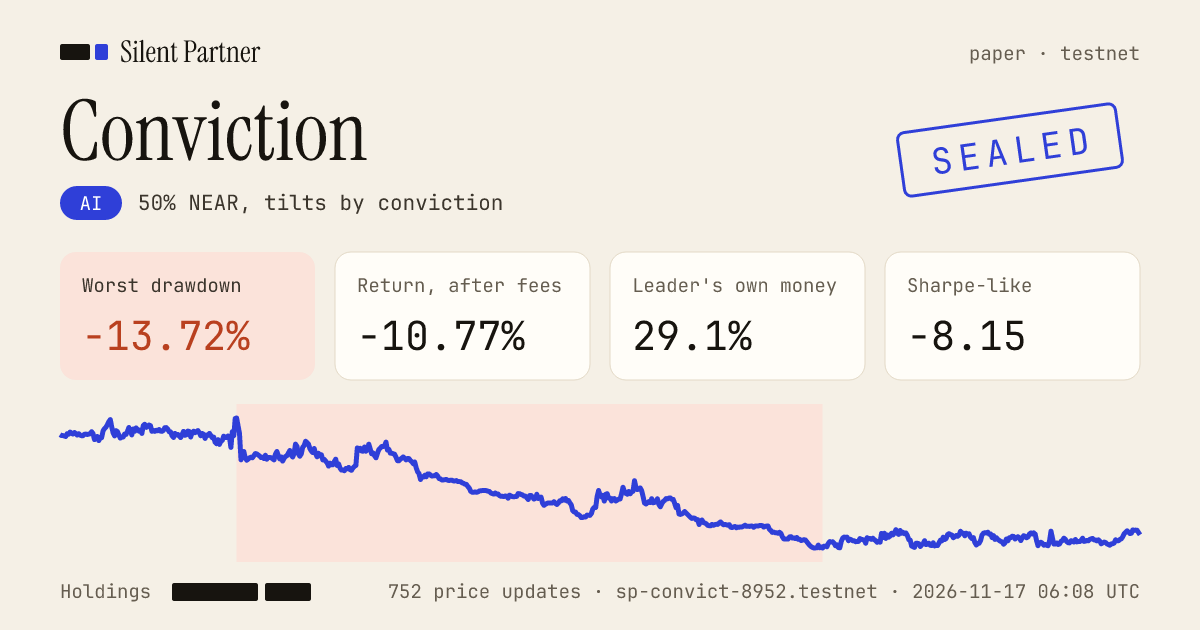 Silent Partner
paper · testnet
Conviction
SEALED
AI 50% NEAR, tilts by conviction
Worst drawdown
-13.72%
Return, after fees
-10.77%
Leader's own money
29.1%
Sharpe-like
-8.15
Holdings
752 price updates · sp-convict-8952.testnet · 2026-11-17 06:08 UTC